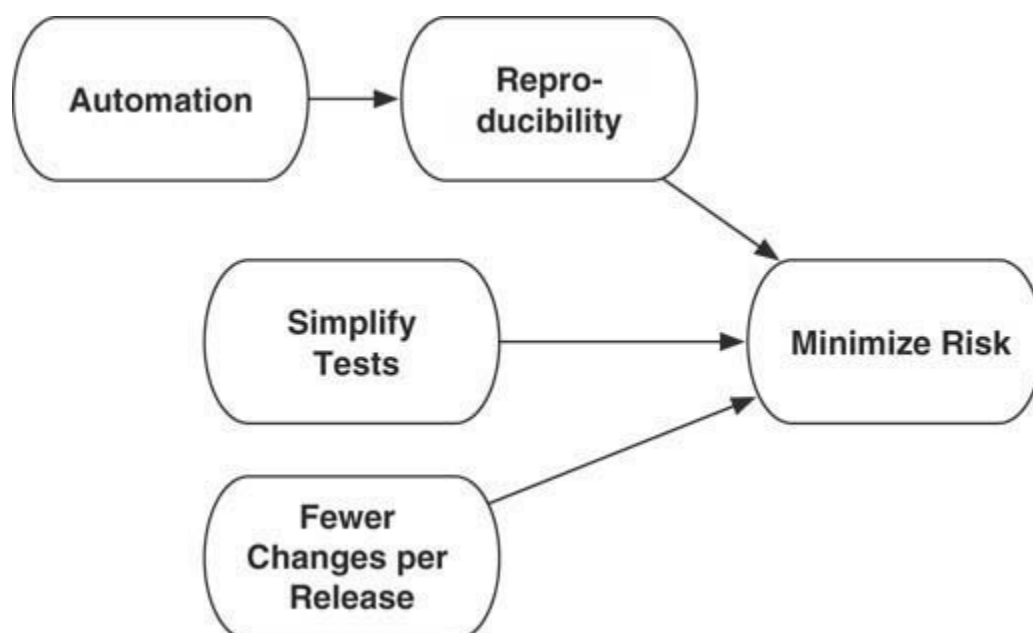 Automation
Repro-
ducibility
Simplify
Tests
Minimize Risk
Fewer
Changes per
Release